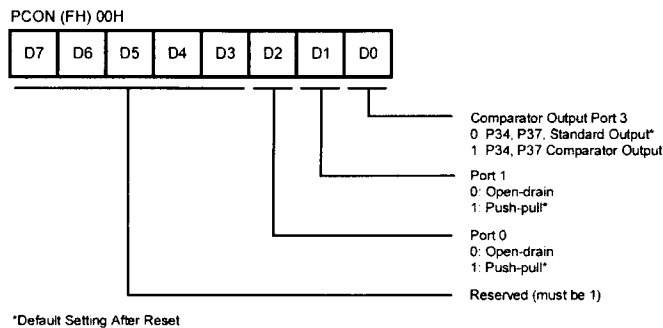 PCON (FH) 00H
D7 D6 D5 D4 D3 D2 D1 D0
Comparator Output Port 3
0 P34, P37, Standard Output*
1 P34, P37 Comparator Output
Port 1
0: Open-drain
1: Push-pull*
Port 0
0: Open-drain
1: Push-pull*
Reserved (must be 1)
*Default Setting After Reset